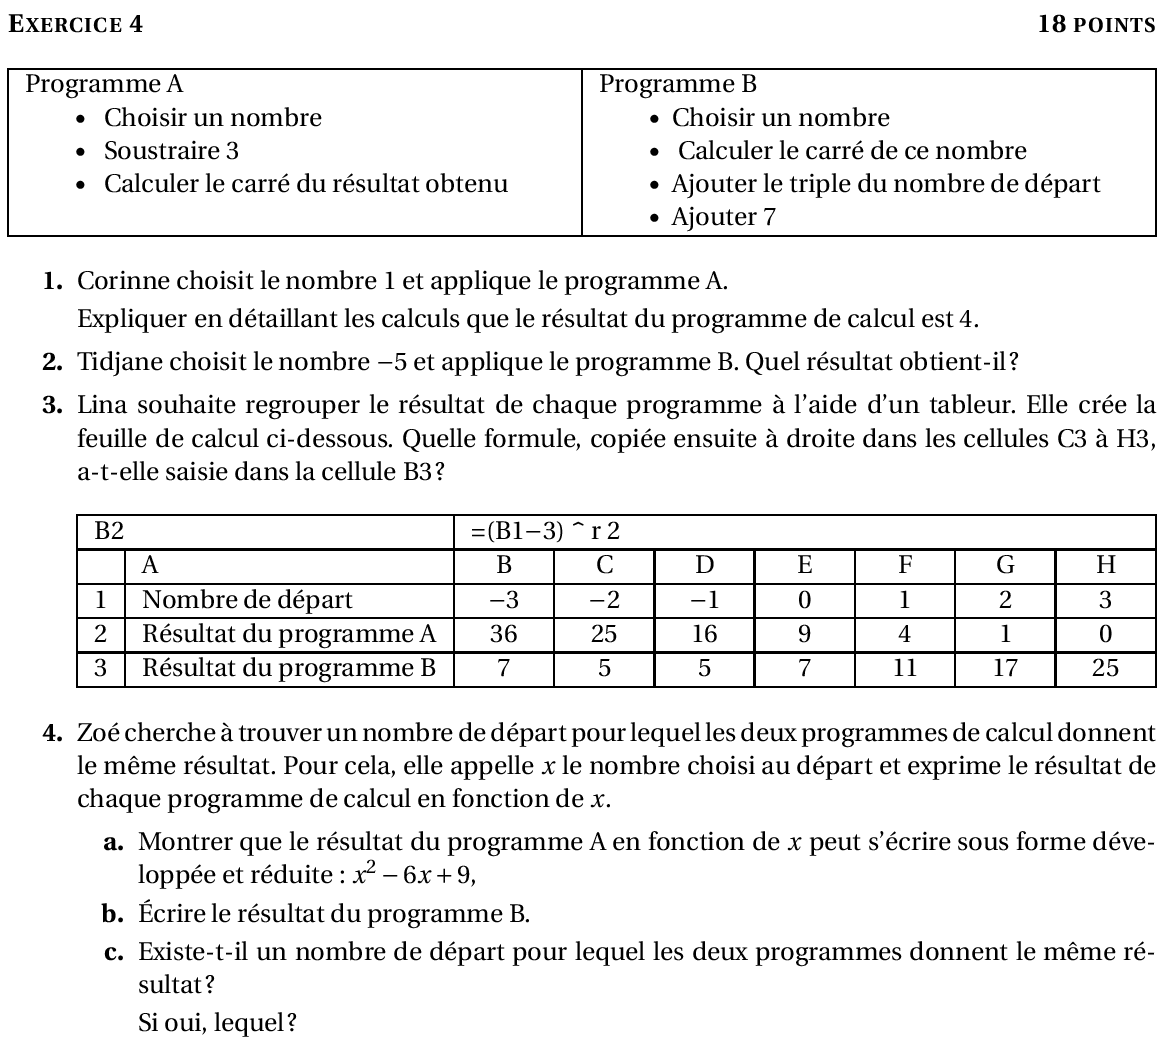 EXERCICE 4 18 POINTS
Programme A
• Choisir un nombre
• Soustraire 3
• Calculer le carré du résultat obtenu
Programme B
• Choisir un nombre
• Calculer le carré de ce nombre
• Ajouter le triple du nombre de départ
• Ajouter 7
1. Corinne choisit le nombre 1 et applique le programme A.
Expliquer en détaillant les calculs que le résultat du programme de calcul est 4.
2. Tidjane choisit le nombre −5 et applique le programme B. Quel résultat obtient-il ?
3. Lina souhaite regrouper le résultat de chaque programme à l'aide d'un tableur. Elle crée la
feuille de calcul ci-dessous. Quelle formule, copiée ensuite à droite dans les cellules C3 à H3,
a-t-elle saisie dans la cellule B3 ?
B2 =(B1−3) ^ r 2
A B C D E F G H
1 Nombre de départ −3 −2 −1 0 1 2 3
2 Résultat du programme A 36 25 16 9 4 1 0
3 Résultat du programme B 7 5 5 7 11 17 25
4. Zoé cherche à trouver un nombre de départ pour lequel les deux programmes de calcul donnent
le même résultat. Pour cela, elle appelle x le nombre choisi au départ et exprime le résultat de
chaque programme de calcul en fonction de x.
a. Montrer que le résultat du programme A en fonction de x peut s'écrire sous forme déve-
loppée et réduite : x² − 6x + 9,
b. Écrire le résultat du programme B.
c. Existe-t-il un nombre de départ pour lequel les deux programmes donnent le même ré-
sultat ?
Si oui, lequel ?